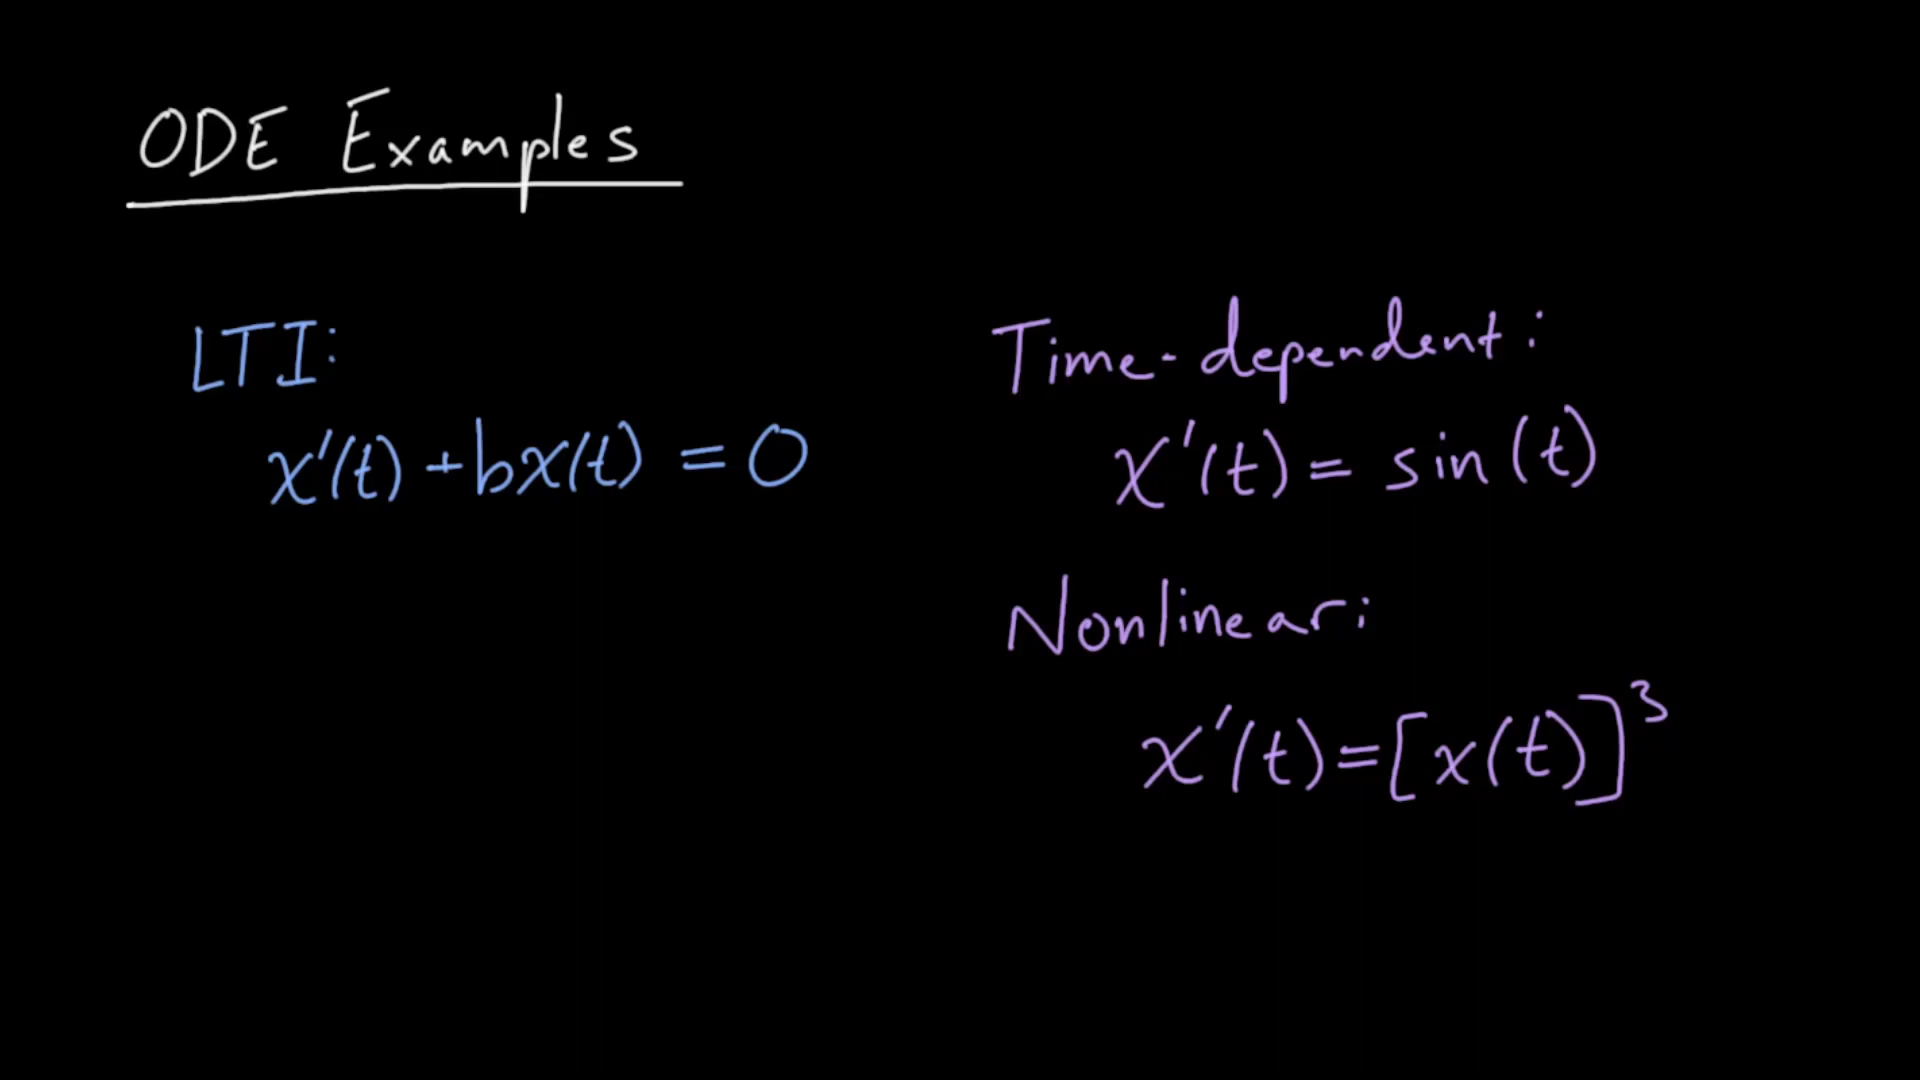 ODE Examples
LTI:
x'(t) + bx(t) = 0
Time-dependent:
x'(t) = sin(t)
Nonlinear:
x'(t) = [x(t)]³